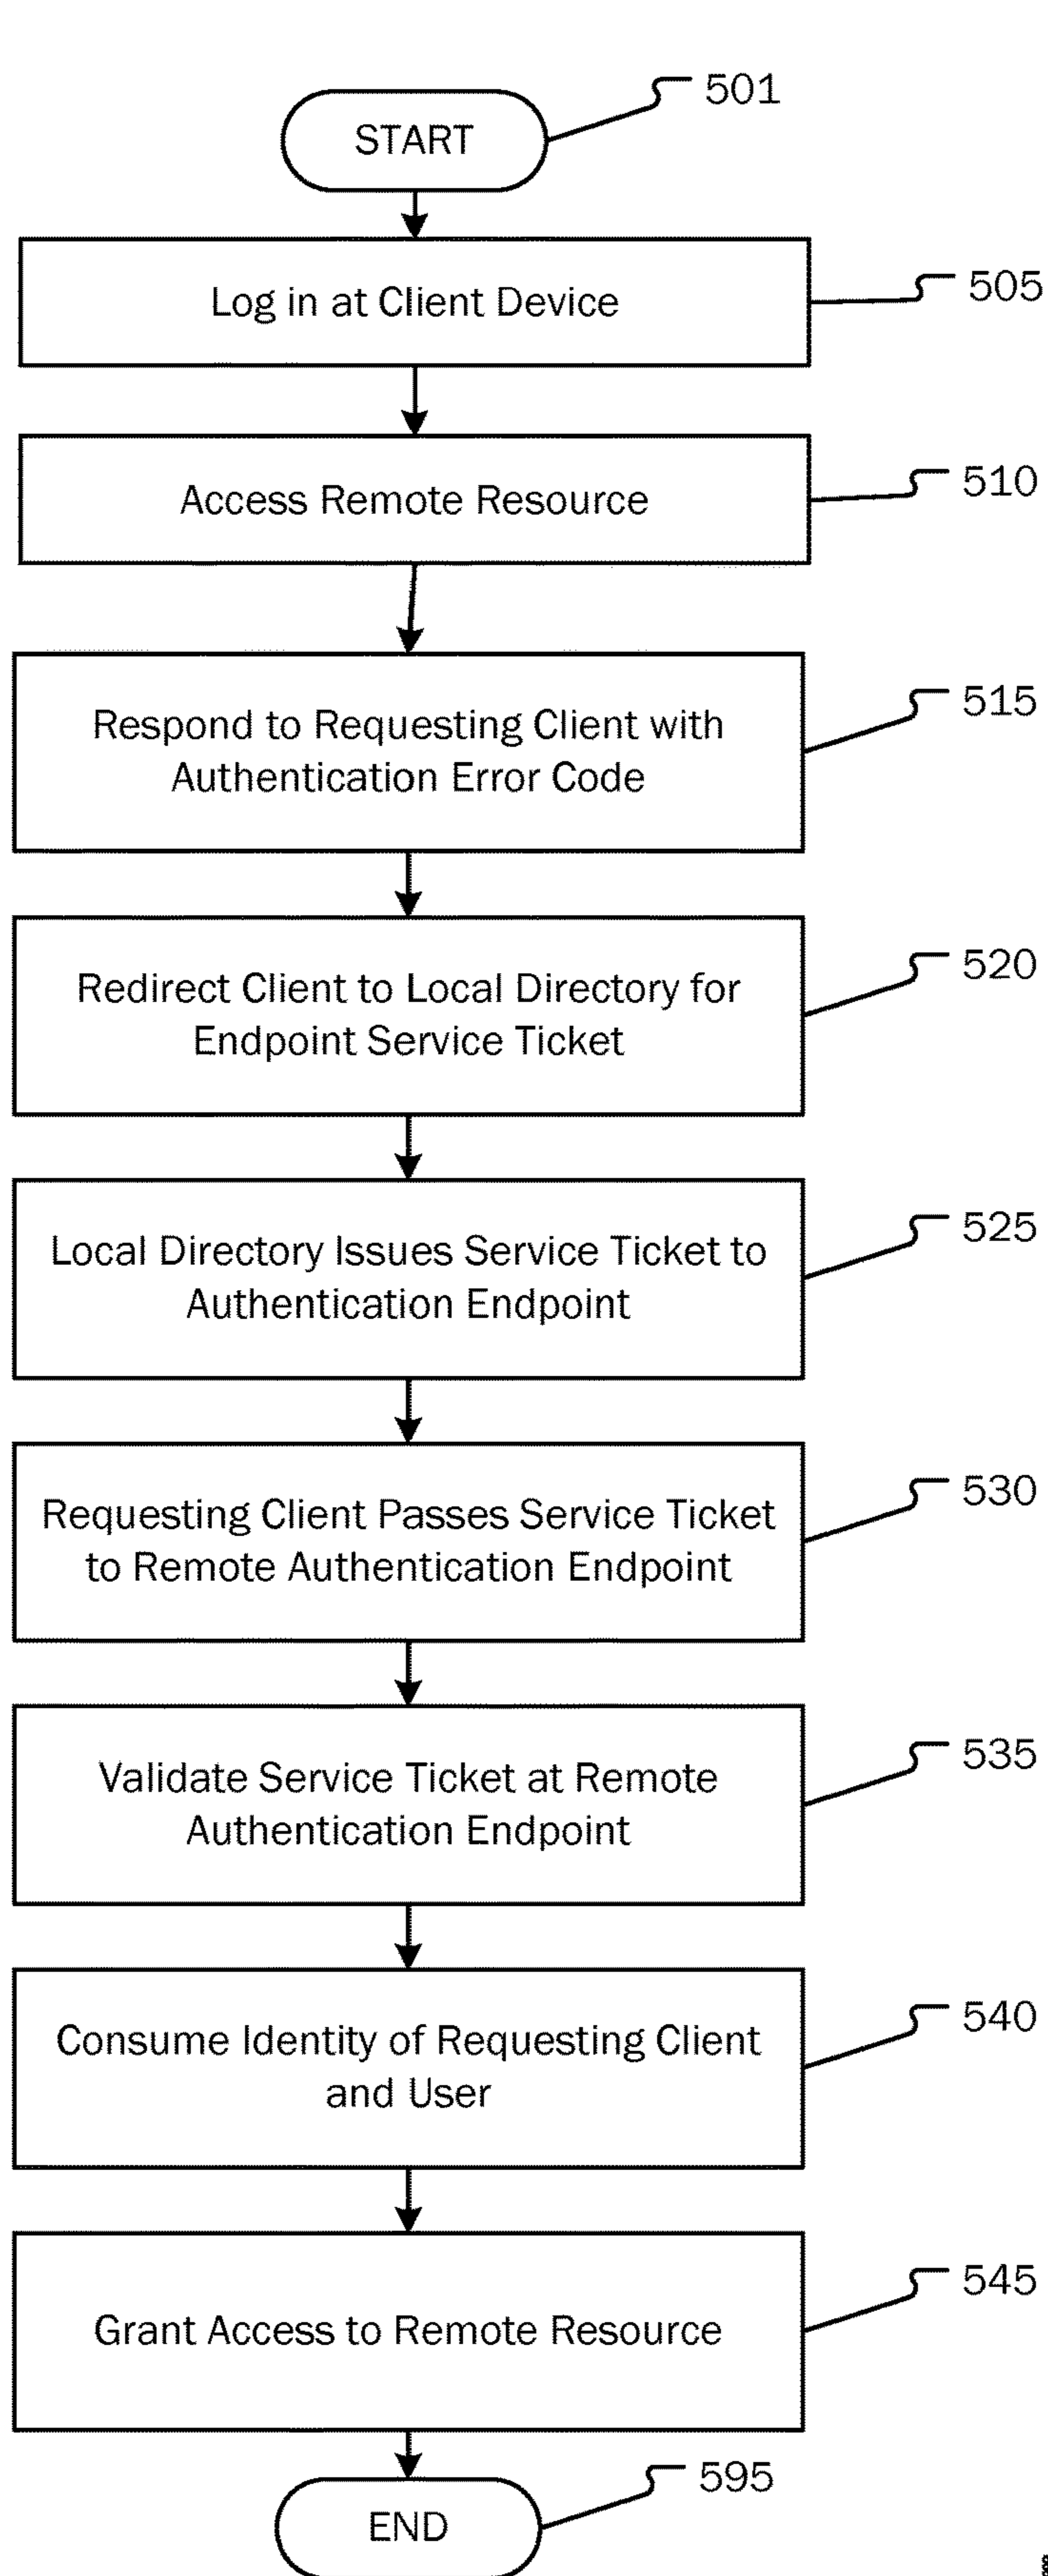 501
START
Log in at Client Device
505
Access Remote Resource
510
Respond to Requesting Client with
Authentication Error Code
515
Redirect Client to Local Directory for
Endpoint Service Ticket
520
Local Directory Issues Service Ticket to
Authentication Endpoint
525
Requesting Client Passes Service Ticket
to Remote Authentication Endpoint
530
Validate Service Ticket at Remote
Authentication Endpoint
535
Consume Identity of Requesting Client
and User
540
Grant Access to Remote Resource
545
595
END